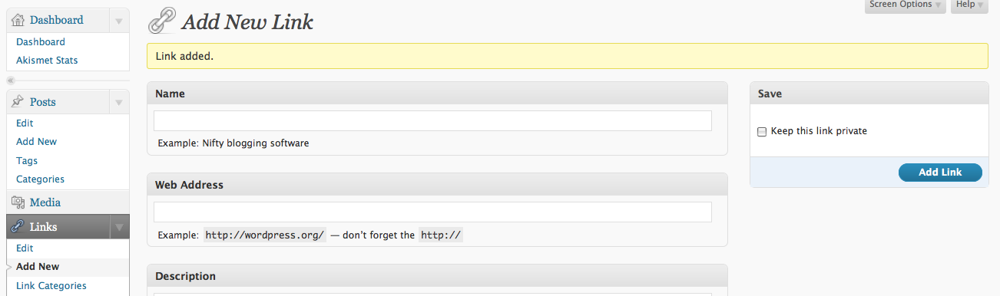 Screen Options
Help
Dashboard
Dashboard
Akismet Stats
Posts
Edit
Add New
Tags
Categories
Media
Links
Edit
Add New
Link Categories
Add New Link
Link added.
Name
Example: Nifty blogging software
Web Address
Example: http://wordpress.org/ — don't forget the http://
Description
Save
Keep this link private
Add Link